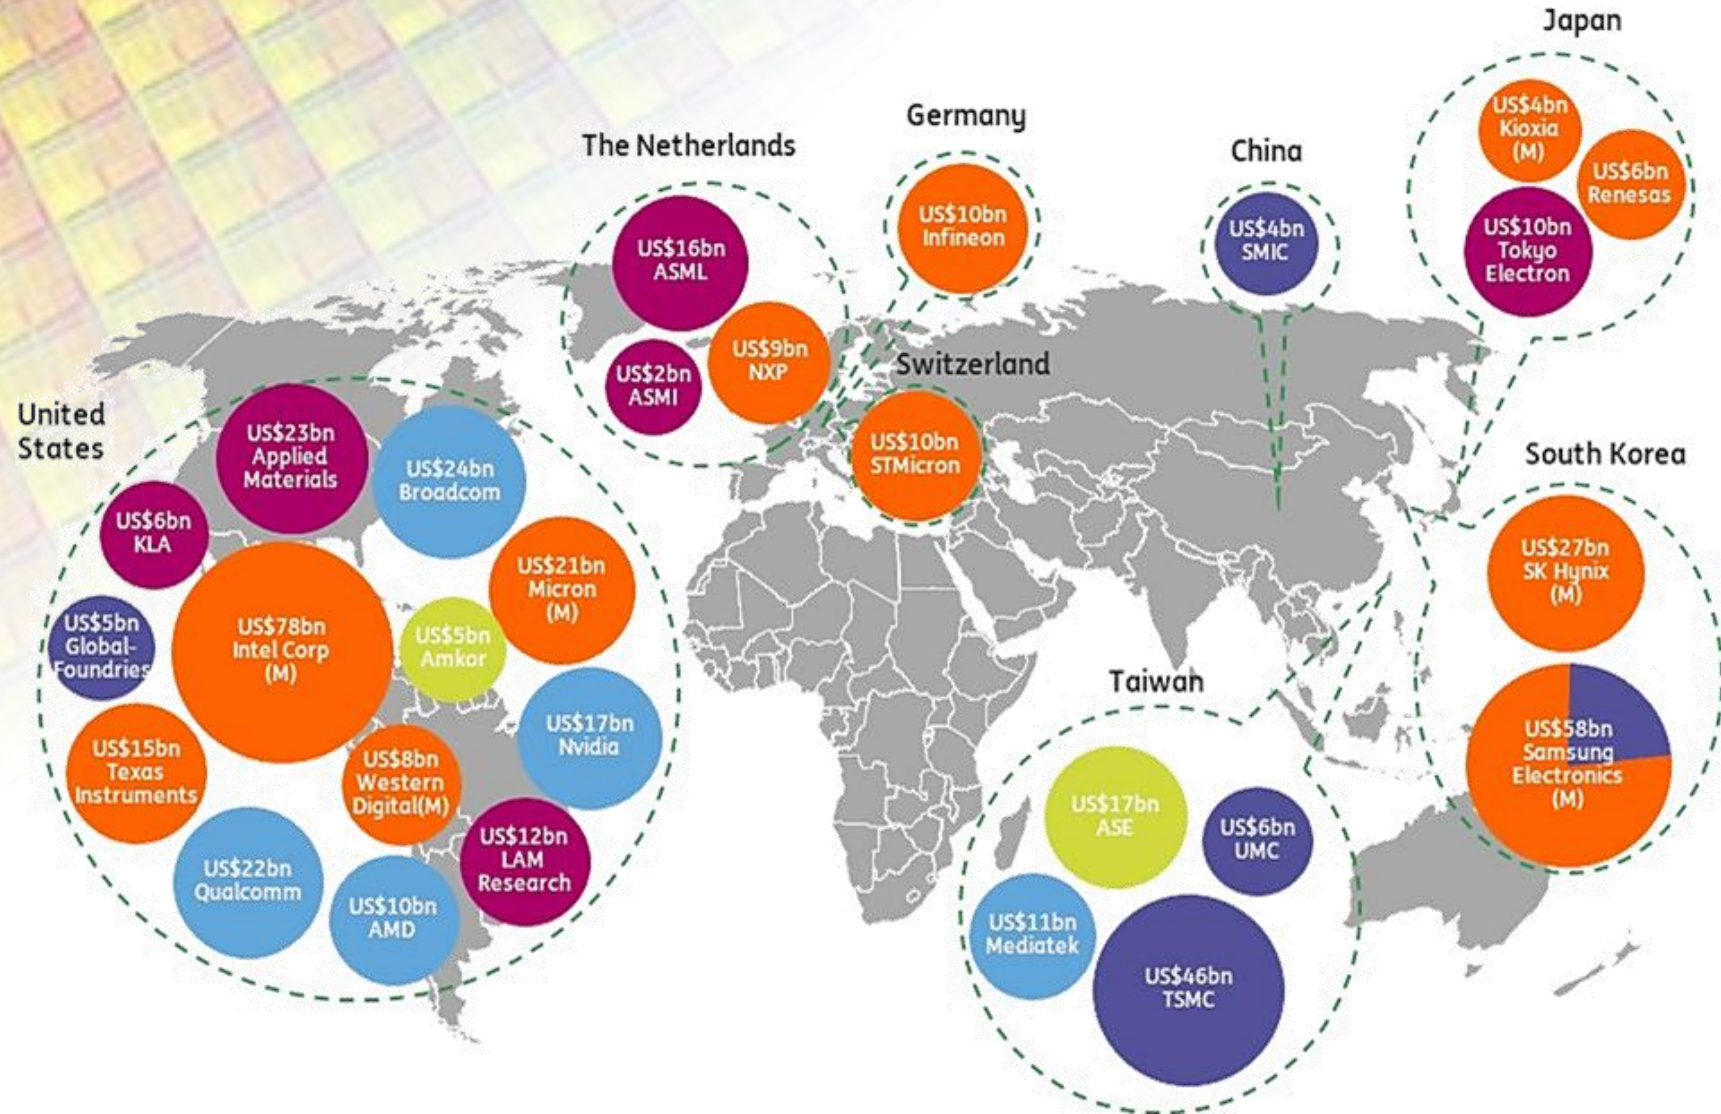 Japan
US$4bn
Kioxia
(M)
US$6bn
Renesas
US$10bn
Tokyo
Electron
Germany
US$10bn
Infineon
China
US$4bn
SMIC
The Netherlands
US$16bn
ASML
US$9bn
NXP
US$2bn
ASMI
Switzerland
US$10bn
STMicron
United
States
US$23bn
Applied
Materials
US$24bn
Broadcom
US$6bn
KLA
US$21bn
Micron
(M)
US$5bn
Global-
Foundries
US$78bn
Intel Corp
(M)
US$5bn
Amkor
US$17bn
Nvidia
US$15bn
Texas
Instruments
US$8bn
Western
Digital(M)
US$12bn
LAM
Research
US$22bn
Qualcomm
US$10bn
AMD
South Korea
US$27bn
SK Hynix
(M)
US$58bn
Samsung
Electronics
(M)
Taiwan
US$17bn
ASE
US$6bn
UMC
US$11bn
Mediatek
US$46bn
TSMC